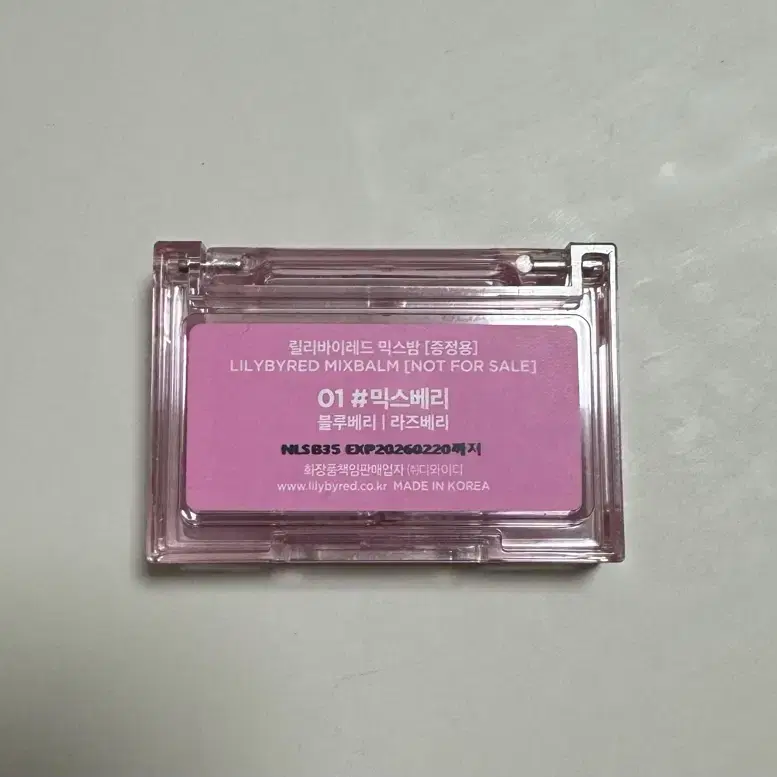 릴리바이레드 믹스밤 [증정용]
LILYBYRED MIXBALM [NOT FOR SALE]
01 #믹스베리
블루베리 | 라즈베리
NLSB35 EXP20260220까지
화장품책임판매업자 ㈜디와이디
www.lilybyred.co.kr MADE IN KOREA